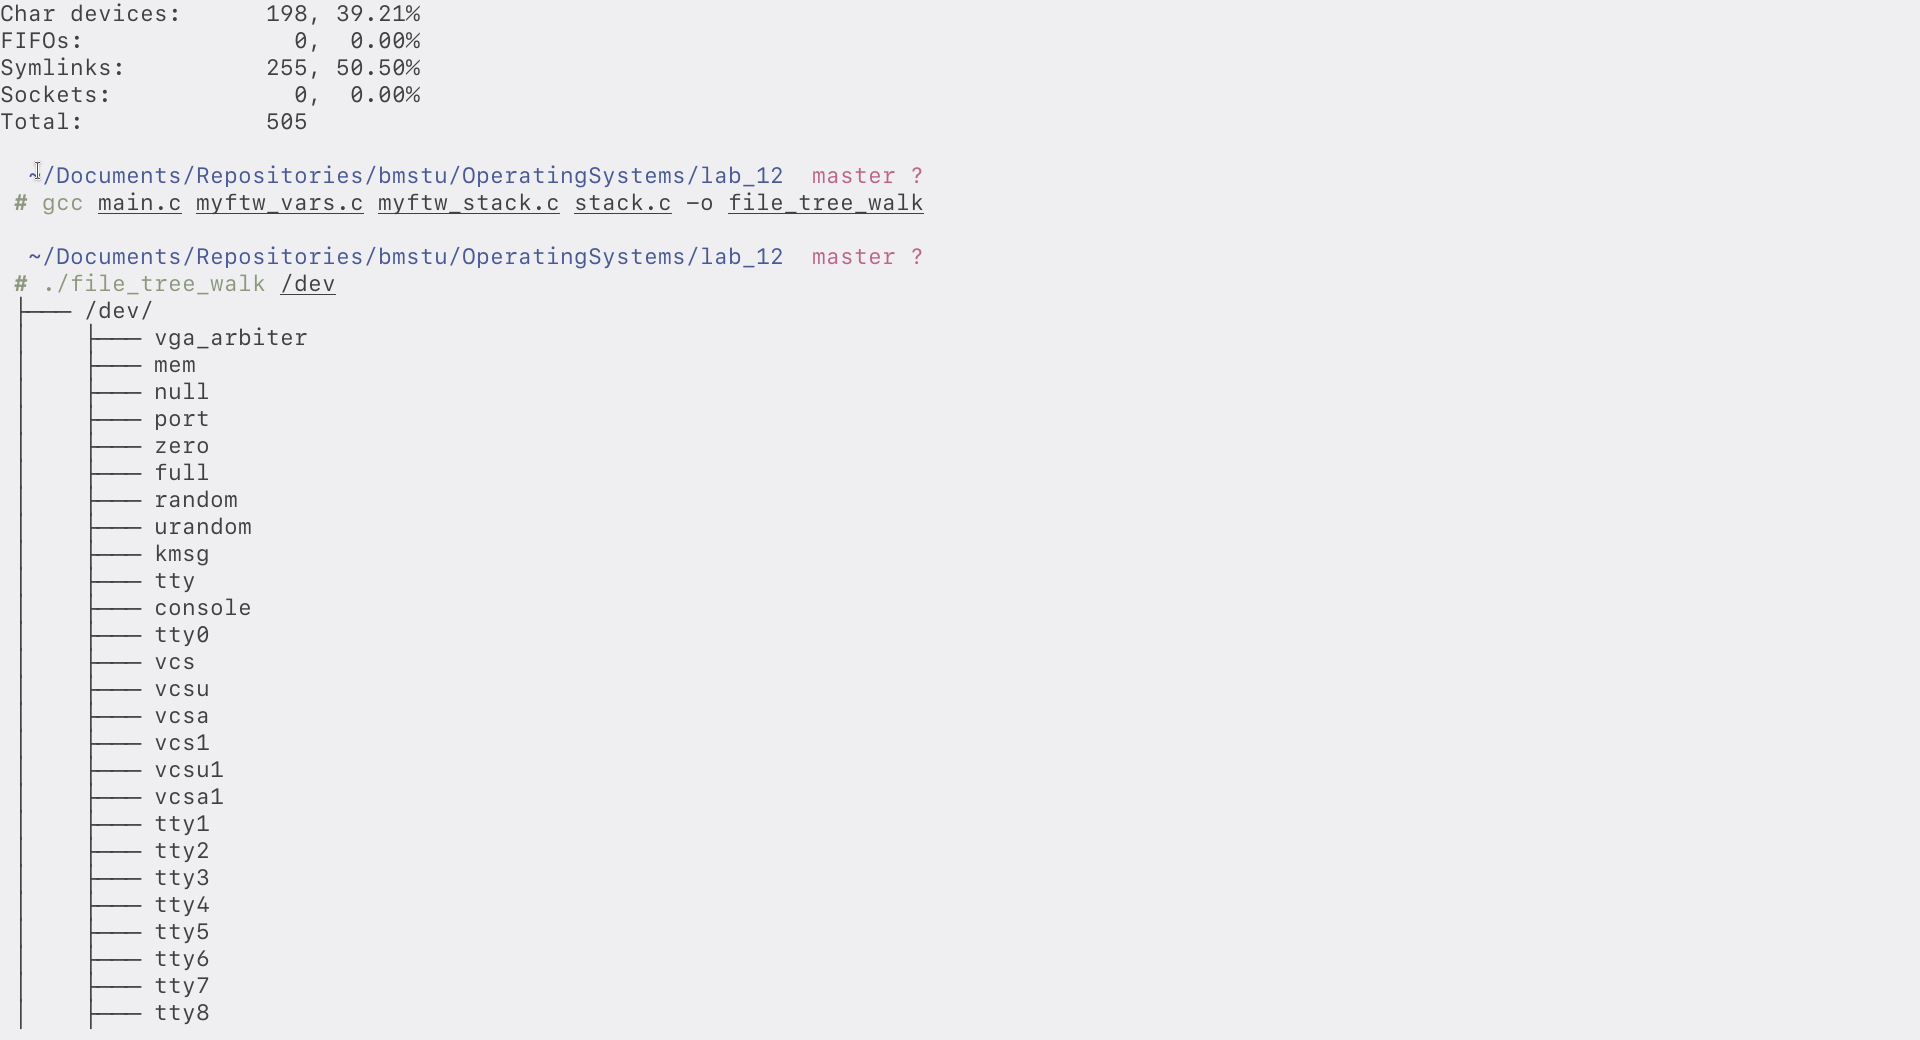 Char devices: 198, 39.21%
FIFOs: 0, 0.00%
Symlinks: 255, 50.50%
Sockets: 0, 0.00%
Total: 505
~/Documents/Repositories/bmstu/OperatingSystems/lab_12 master ?
# gcc main.c myftw_vars.c myftw_stack.c stack.c -o file_tree_walk
~/Documents/Repositories/bmstu/OperatingSystems/lab_12 master ?
# ./file_tree_walk /dev
├─── /dev/
│ ├─── vga_arbiter
│ ├─── mem
│ ├─── null
│ ├─── port
│ ├─── zero
│ ├─── full
│ ├─── random
│ ├─── urandom
│ ├─── kmsg
│ ├─── tty
│ ├─── console
│ ├─── tty0
│ ├─── vcs
│ ├─── vcsu
│ ├─── vcsa
│ ├─── vcs1
│ ├─── vcsu1
│ ├─── vcsa1
│ ├─── tty1
│ ├─── tty2
│ ├─── tty3
│ ├─── tty4
│ ├─── tty5
│ ├─── tty6
│ ├─── tty7
│ ├─── tty8